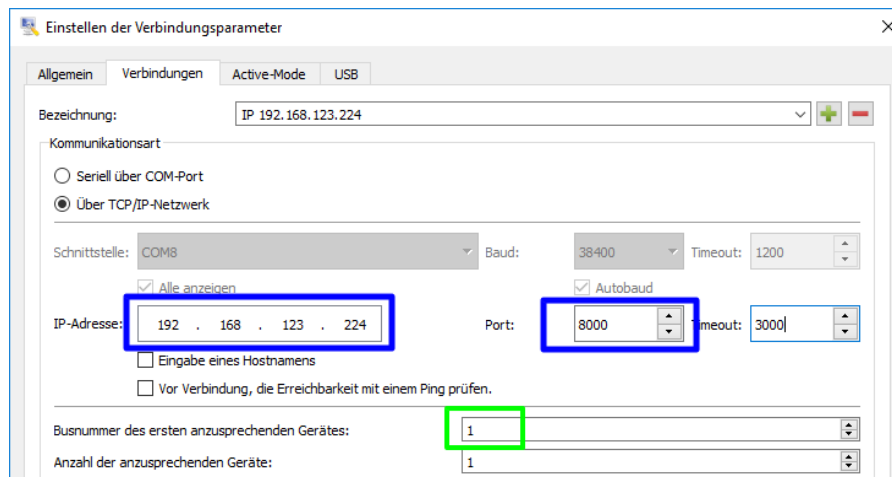 Einstellen der Verbindungsparameter
Allgemein Verbindungen Active-Mode USB
Bezeichnung: IP 192.168.123.224
Kommunikationsart
Seriell über COM-Port
Über TCP/IP-Netzwerk
Schnittstelle: COM8 Baud: 38400 Timeout: 1200
Alle anzeigen Autobaud
IP-Adresse: 192 . 168 . 123 . 224 Port: 8000 Timeout: 3000
Eingabe eines Hostnamens
Vor Verbindung, die Erreichbarkeit mit einem Ping prüfen.
Busnummer des ersten anzusprechenden Gerätes: 1
Anzahl der anzusprechenden Geräte: 1